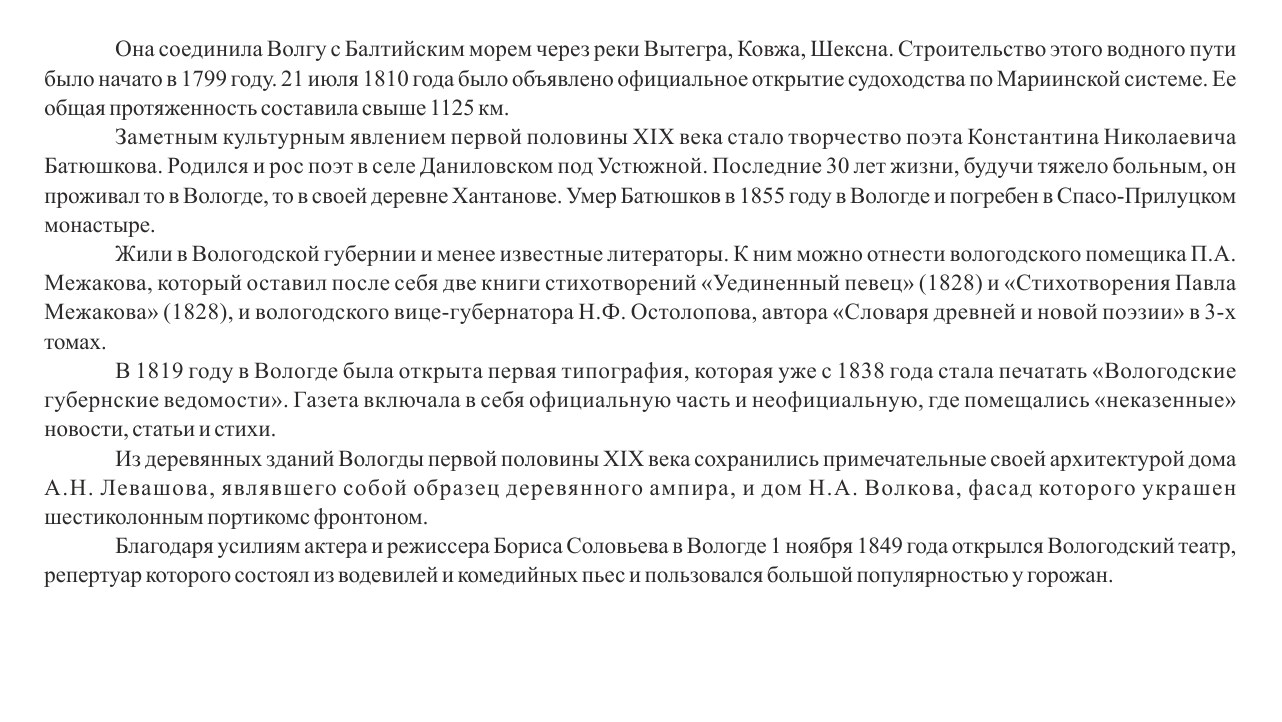 Она соединила Волгу с Балтийским морем через реки Вытегра, Ковжа, Шексна. Строительство этого водного пути
было начато в 1799 году. 21 июля 1810 года было объявлено официальное открытие судоходства по Мариинской системе. Ее
общая протяженность составила свыше 1125 км.
Заметным культурным явлением первой половины XIX века стало творчество поэта Константина Николаевича
Батюшкова. Родился и рос поэт в селе Даниловском под Устюжной. Последние 30 лет жизни, будучи тяжело больным, он
проживал то в Вологде, то в своей деревне Хантанове. Умер Батюшков в 1855 году в Вологде и погребен в Спасо-Прилуцком
монастыре.
Жили в Вологодской губернии и менее известные литераторы. К ним можно отнести вологодского помещика П.А.
Межакова, который оставил после себя две книги стихотворений «Уединенный певец» (1828) и «Стихотворения Павла
Межакова» (1828), и вологодского вице-губернатора Н.Ф. Остолопова, автора «Словаря древней и новой поэзии» в 3-х
томах.
В 1819 году в Вологде была открыта первая типография, которая уже с 1838 года стала печатать «Вологодские
губернские ведомости». Газета включала в себя официальную часть и неофициальную, где помещались «неказенные»
новости, статьи и стихи.
Из деревянных зданий Вологды первой половины XIX века сохранились примечательные своей архитектурой дома
А.Н. Левашова, являвшего собой образец деревянного ампира, и дом Н.А. Волкова, фасад которого украшен
шестиколонным портикомс фронтоном.
Благодаря усилиям актера и режиссера Бориса Соловьева в Вологде 1 ноября 1849 года открылся Вологодский театр,
репертуар которого состоял из водевилей и комедийных пьес и пользовался большой популярностью у горожан.